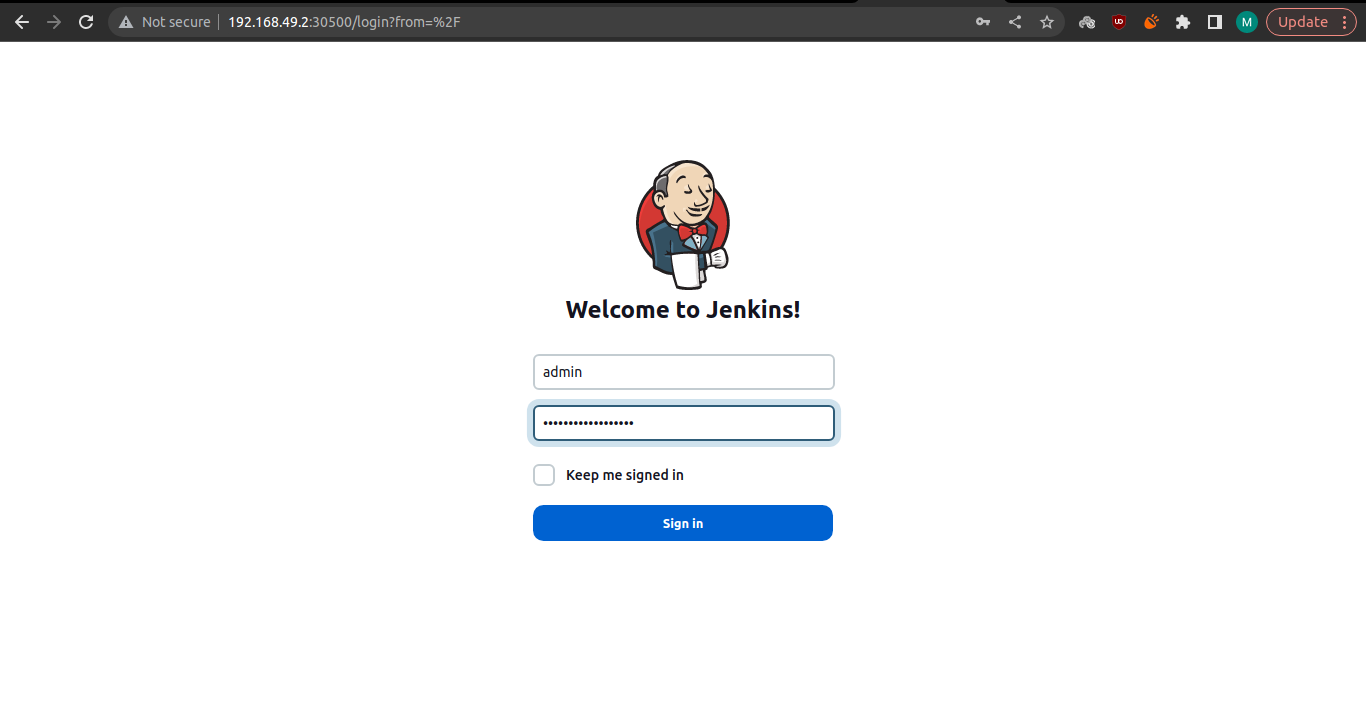 Not secure 192.168.49.2:30500/login?from=%2F M Update
Welcome to Jenkins!
admin
••••••••••••••••••
Keep me signed in
Sign in